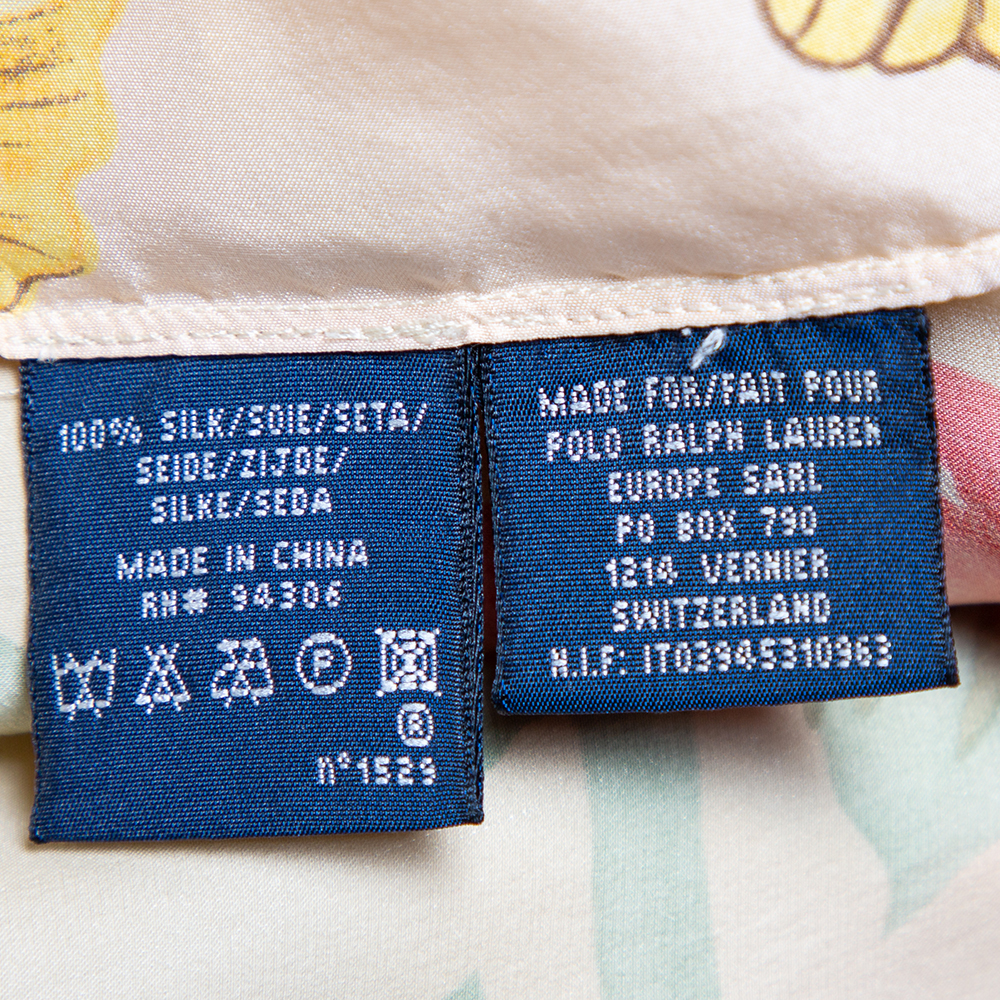 100% SILK/SOIE/SETA/
SEIDE/ZIJDE/
SILKE/SEDA
MADE IN CHINA
RN# 94306
P
R
nº1529
MADE FOR/FAIT POUR
POLO RALPH LAUREN
EUROPE SARL
PO BOX 790
1214 VERNIER
SWITZERLAND
N.I.F: IT03945310963